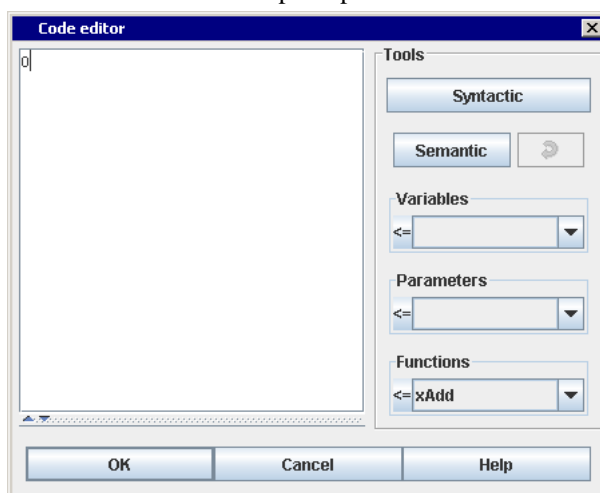 Code editor
0
Tools
Syntactic
Semantic
Variables
<=
Parameters
<=
Functions
<= xAdd
OK Cancel Help